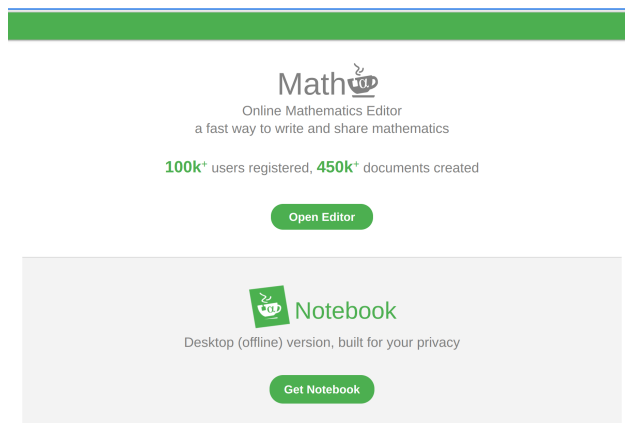 Math α
Online Mathematics Editor
a fast way to write and share mathematics
100k+ users registered, 450k+ documents created
Open Editor
α Notebook
Desktop (offline) version, built for your privacy
Get Notebook